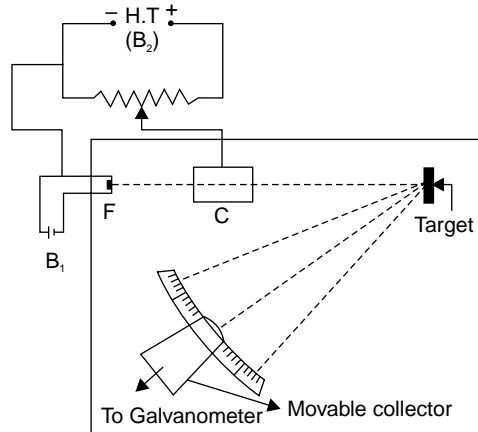 – H.T +
(B₂)
F
C
B₁
Target
To Galvanometer
Movable collector